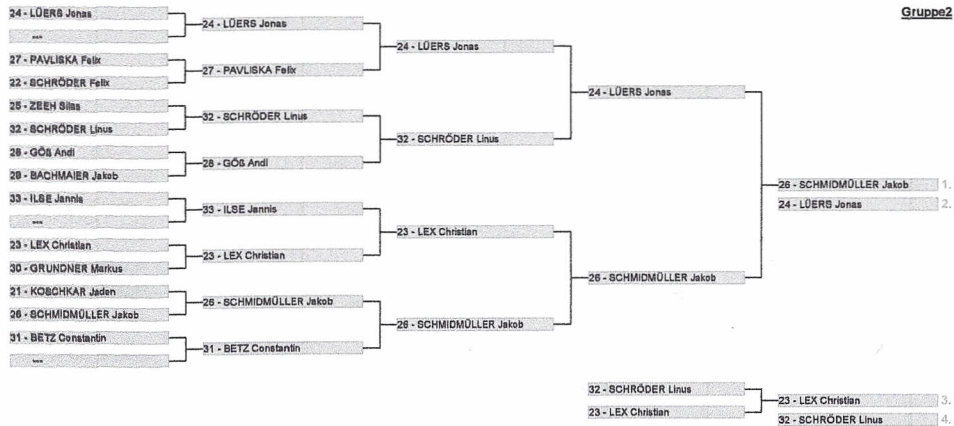 Gruppe2
24 - LÜERS Jonas
***
27 - PAVLISKA Felix
22 - SCHRÖDER Felix
25 - ZEEH Silas
32 - SCHRÖDER Linus
28 - GÖß Andi
29 - BACHMAIER Jakob
33 - ILSE Jannis
***
23 - LEX Christian
30 - GRUNDNER Markus
21 - KOSCHKAR Jaden
26 - SCHMIDMÜLLER Jakob
31 - BETZ Constantin
***
24 - LÜERS Jonas
27 - PAVLISKA Felix
32 - SCHRÖDER Linus
28 - GÖß Andi
33 - ILSE Jannis
23 - LEX Christian
26 - SCHMIDMÜLLER Jakob
31 - BETZ Constantin
24 - LÜERS Jonas
32 - SCHRÖDER Linus
23 - LEX Christian
26 - SCHMIDMÜLLER Jakob
24 - LÜERS Jonas
26 - SCHMIDMÜLLER Jakob
26 - SCHMIDMÜLLER Jakob 1.
24 - LÜERS Jonas 2.
32 - SCHRÖDER Linus
23 - LEX Christian
23 - LEX Christian 3.
32 - SCHRÖDER Linus 4.